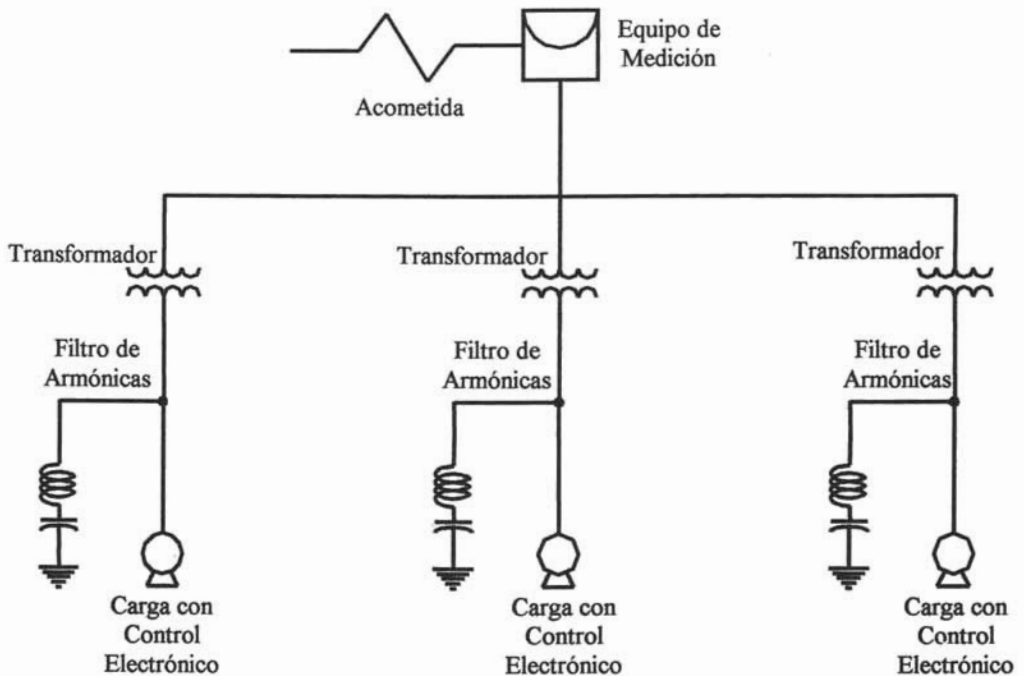 Equipo de
Medición
Acometida
Transformador
Transformador
Transformador
Filtro de
Armónicas
Filtro de
Armónicas
Filtro de
Armónicas
Carga con
Control
Electrónico
Carga con
Control
Electrónico
Carga con
Control
Electrónico